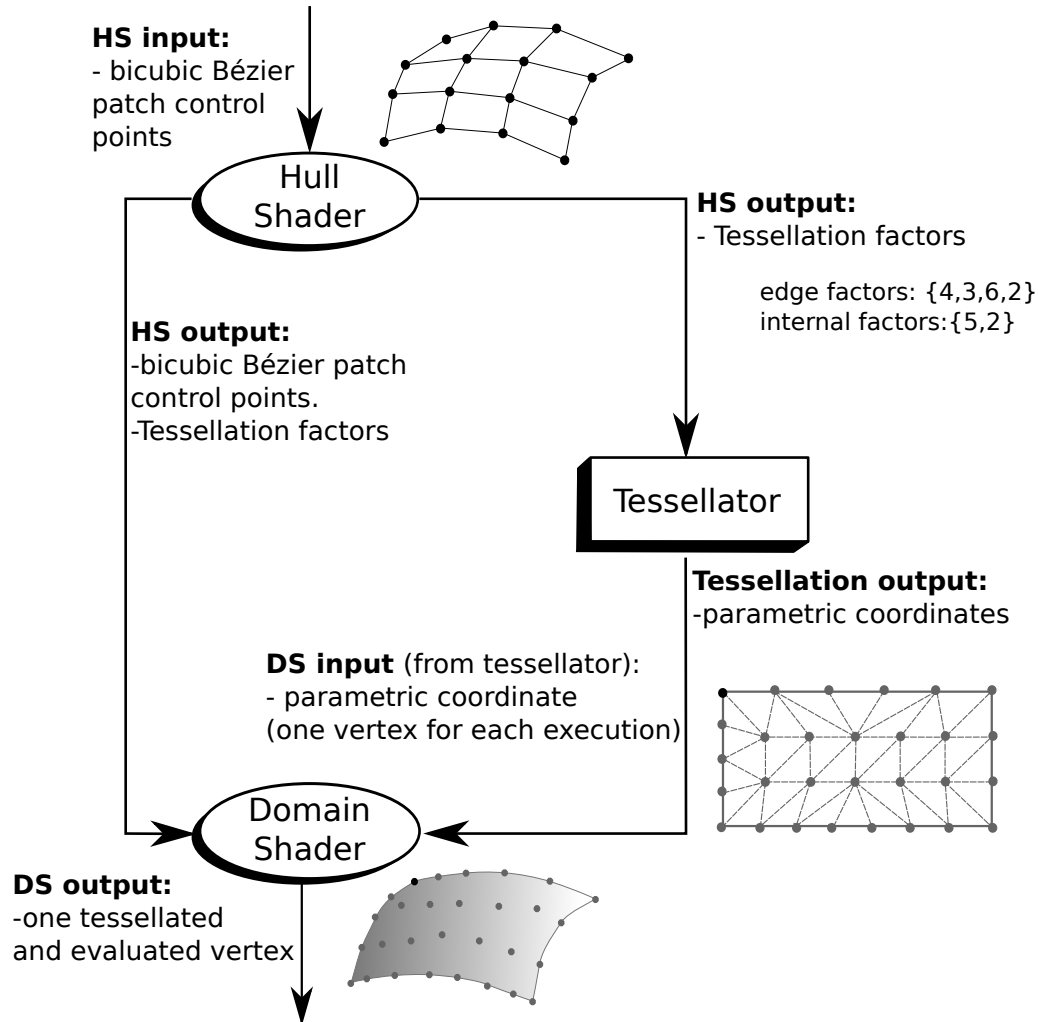 HS input:
- bicubic Bézier
patch control
points
Hull
Shader
HS output:
- Tessellation factors
edge factors: {4,3,6,2}
internal factors:{5,2}
HS output:
-bicubic Bézier patch
control points.
-Tessellation factors
Tessellator
Tessellation output:
-parametric coordinates
DS input (from tessellator):
- parametric coordinate
(one vertex for each execution)
Domain
Shader
DS output:
-one tessellated
and evaluated vertex